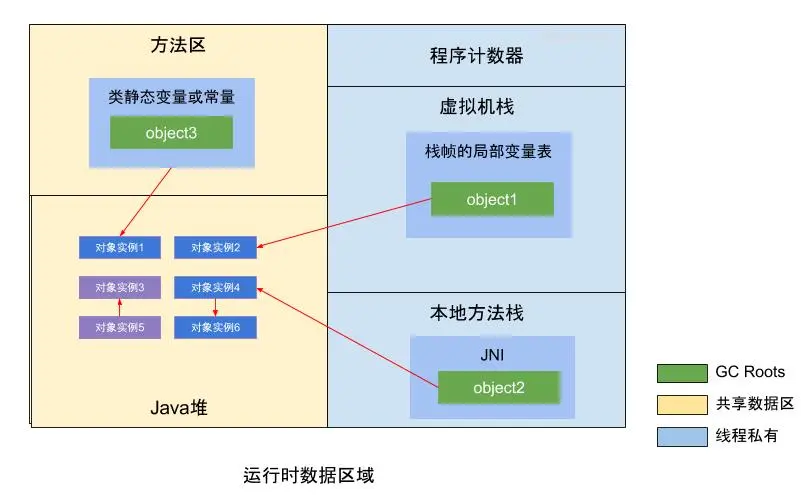 方法区
类静态变量或常量
object3
程序计数器
虚拟机栈
栈帧的局部变量表
object1
对象实例1
对象实例2
对象实例3
对象实例4
对象实例5
对象实例6
Java堆
本地方法栈
JNI
object2
GC Roots
共享数据区
线程私有
运行时数据区域